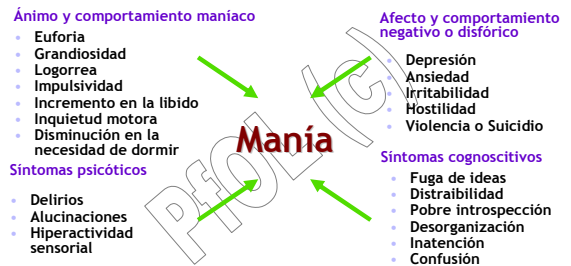 Ánimo y comportamiento maníaco
Euforia
Grandiosidad
Logorrea
Impulsividad
Incremento en la libido
Inquietud motora
Disminución en la
necesidad de dormir
Afecto y comportamiento
negativo o disfórico
Depresión
Ansiedad
Irritabilidad
Hostilidad
Violencia o Suicidio
Manía
Síntomas psicóticos
Delirios
Alucinaciones
Hiperactividad
sensorial
Síntomas cognoscitivos
Fuga de ideas
Distraibilidad
Pobre introspección
Desorganización
Inatención
Confusión
PfOL (c)